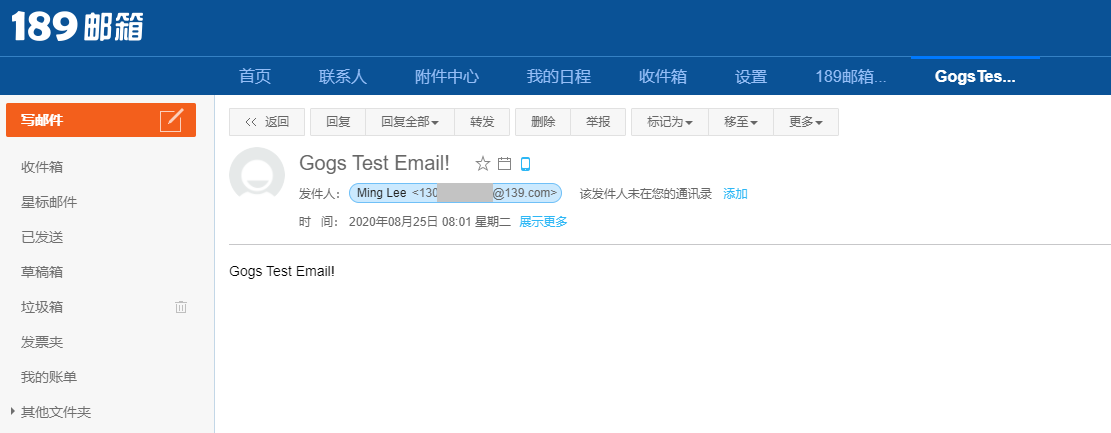 189邮箱
首页 联系人 附件中心 我的日程 收件箱 设置 189邮箱... GogsTes...
写邮件
收件箱
星标邮件
已发送
草稿箱
垃圾箱
发票夹
我的账单
其他文件夹
返回 回复 回复全部 转发 删除 举报 标记为 移至 更多
Gogs Test Email!
发件人： Ming Lee <130 @139.com> 该发件人未在您的通讯录 添加
时 间： 2020年08月25日 08:01 星期二 展示更多
Gogs Test Email!